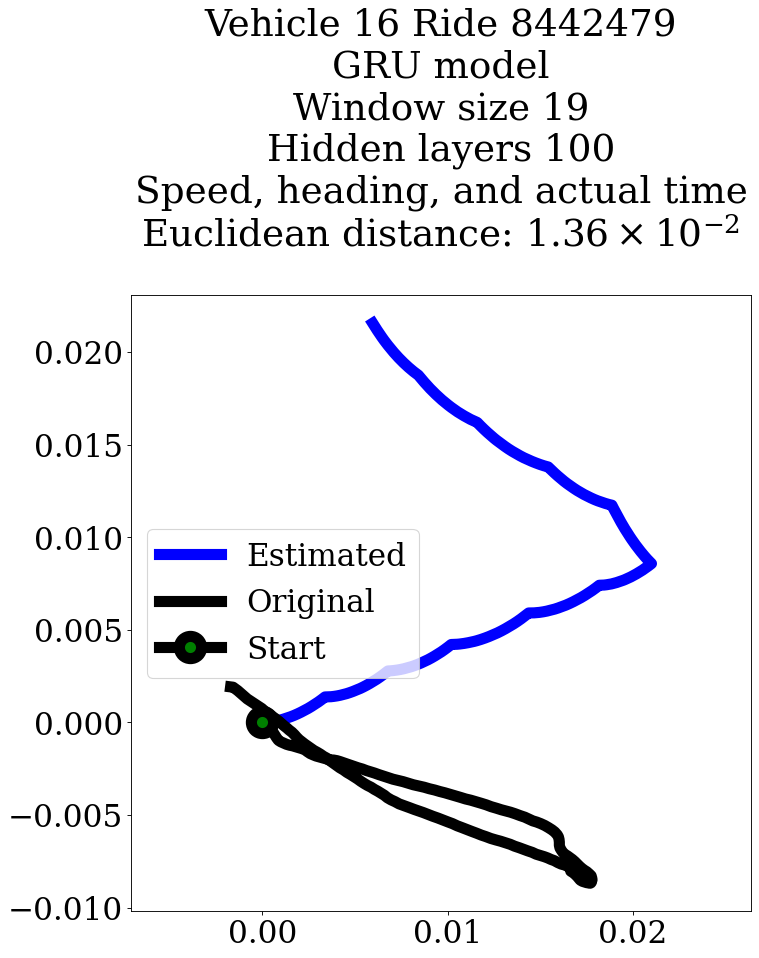 Vehicle 16 Ride 8442479
GRU model
Window size 19
Hidden layers 100
Speed, heading, and actual time
Euclidean distance: 1.36 × 10⁻²
0.020
0.015
0.010
0.005
0.000
−0.005
−0.010
Estimated
Original
Start
0.00 0.01 0.02